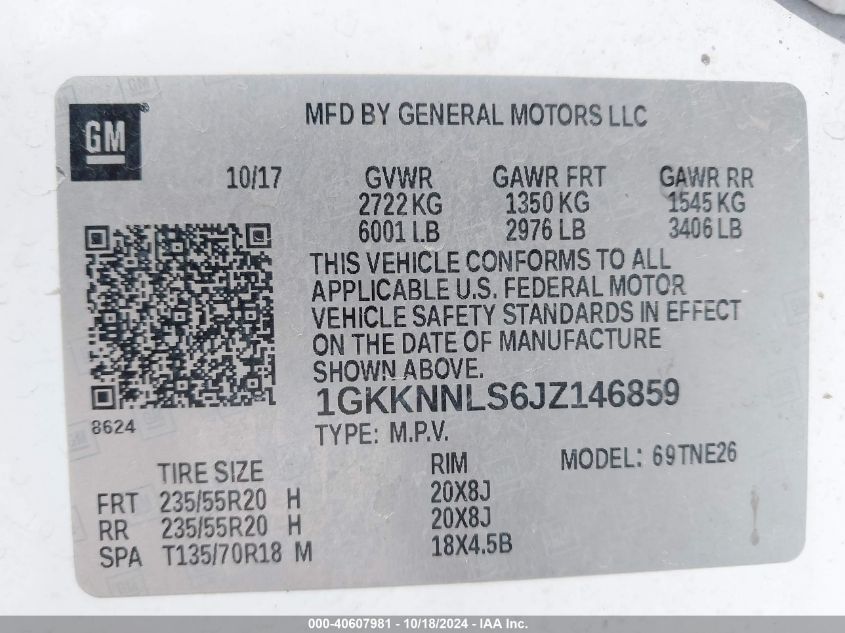 GM ®
MFD BY GENERAL MOTORS LLC
10/17 GVWR GAWR FRT GAWR RR
2722 KG 1350 KG 1545 KG
6001 LB 2976 LB 3406 LB
THIS VEHICLE CONFORMS TO ALL
APPLICABLE U.S. FEDERAL MOTOR
VEHICLE SAFETY STANDARDS IN EFFECT
ON THE DATE OF MANUFACTURE
SHOWN ABOVE.
1GKKNNLS6JZ146859
8624
TYPE: M.P.V.
MODEL: 69TNE26
TIRE SIZE RIM
FRT 235/55R20 H 20X8J
RR 235/55R20 H 20X8J
SPA T135/70R18 M 18X4.5B
000-40607981 - 10/18/2024 - IAA Inc.